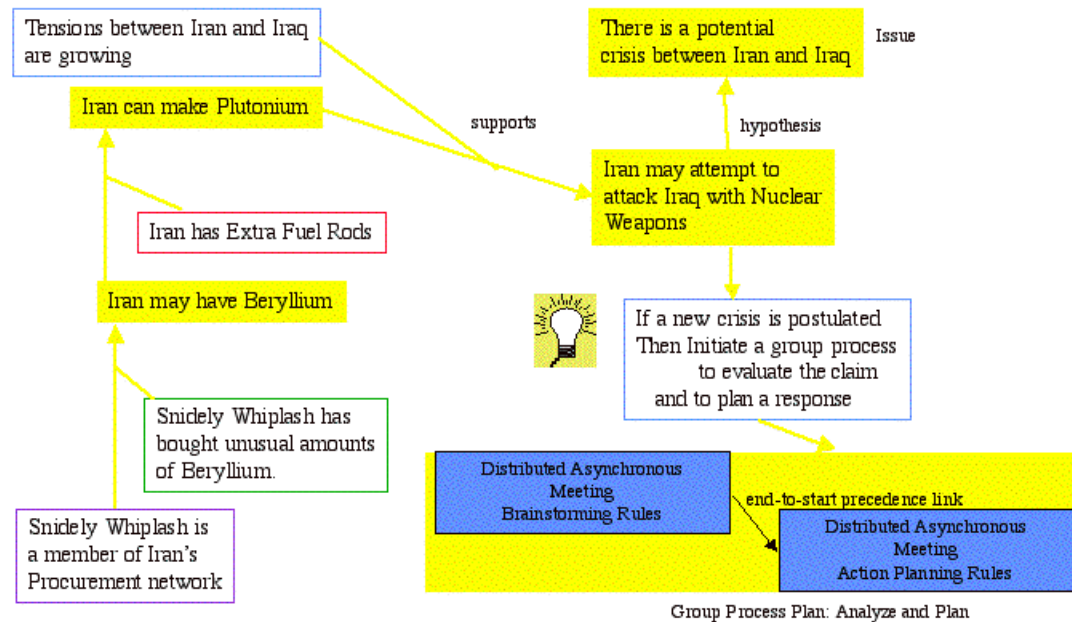 Tensions between Iran and Iraq
are growing
There is a potential
crisis between Iran and Iraq
Issue
Iran can make Plutonium
supports
hypothesis
Iran may attempt to
attack Iraq with Nuclear
Weapons
Iran has Extra Fuel Rods
Iran may have Beryllium
If a new crisis is postulated
Then Initiate a group process
to evaluate the claim
and to plan a response
Snidely Whiplash has
bought unusual amounts
of Beryllium.
Snidely Whiplash is
a member of Iran's
Procurement network
Distributed Asynchronous
Meeting
Brainstorming Rules
end-to-start precedence link
Distributed Asynchronous
Meeting
Action Planning Rules
Group Process Plan: Analyze and Plan